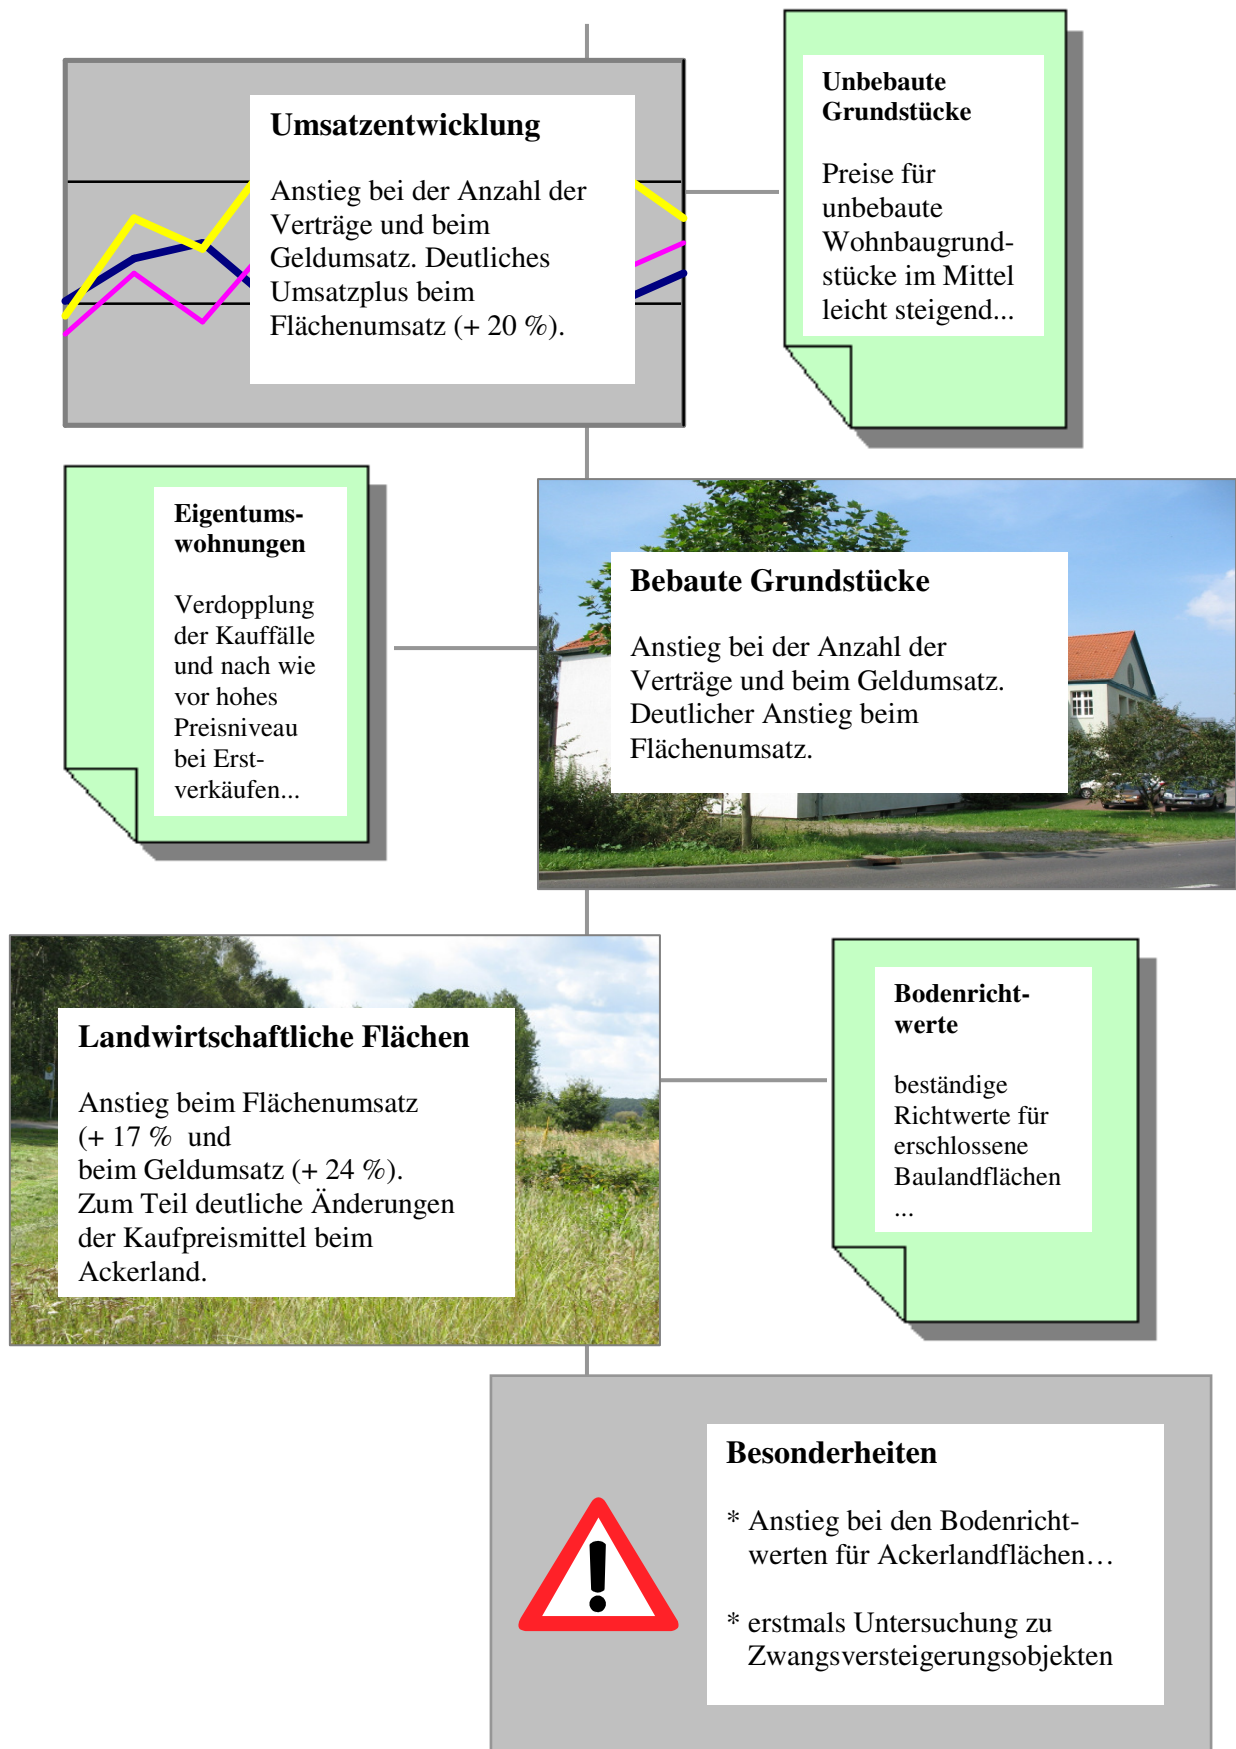 Umsatzentwicklung
Anstieg bei der Anzahl der
Verträge und beim
Geldumsatz. Deutliches
Umsatzplus beim
Flächenumsatz (+ 20 %).
Unbebaute
Grundstücke
Preise für
unbebaute
Wohnbaugrund-
stücke im Mittel
leicht steigend...
Eigentums-
wohnungen
Verdopplung
der Kauffälle
und nach wie
vor hohes
Preisniveau
bei Erst-
verkäufen...
Bebaute Grundstücke
Anstieg bei der Anzahl der
Verträge und beim Geldumsatz.
Deutlicher Anstieg beim
Flächenumsatz.
Landwirtschaftliche Flächen
Anstieg beim Flächenumsatz
(+ 17 %  und
beim Geldumsatz (+ 24 %).
Zum Teil deutliche Änderungen
der Kaufpreismittel beim
Ackerland.
Bodenricht-
werte
beständige
Richtwerte für
erschlossene
Baulandflächen
...
Besonderheiten
* Anstieg bei den Bodenricht-
werten für Ackerlandflächen…
* erstmals Untersuchung zu
Zwangsversteigerungsobjekten